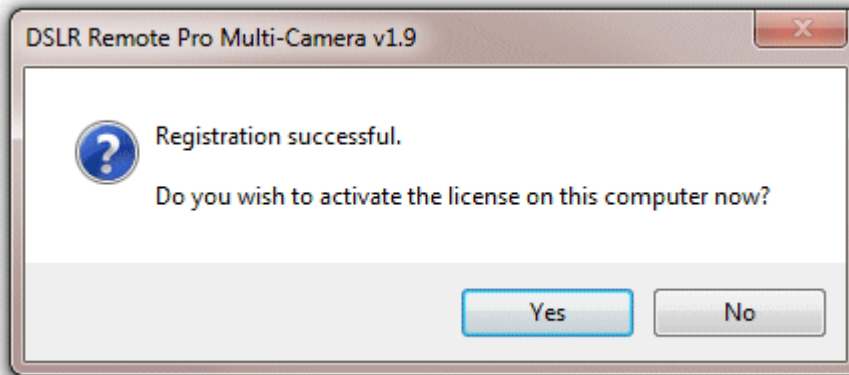 DSLR Remote Pro Multi-Camera v1.9
Registration successful.
Do you wish to activate the license on this computer now?
Yes
No